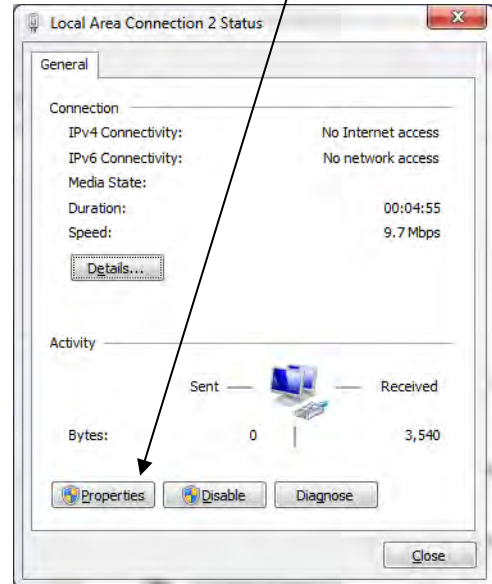 Local Area Connection 2 Status
General
Connection
IPv4 Connectivity: No Internet access
IPv6 Connectivity: No network access
Media State:
Duration: 00:04:55
Speed: 9.7 Mbps
Details...
Activity
Sent Received
Bytes: 0 3,540
Properties Disable Diagnose
Close